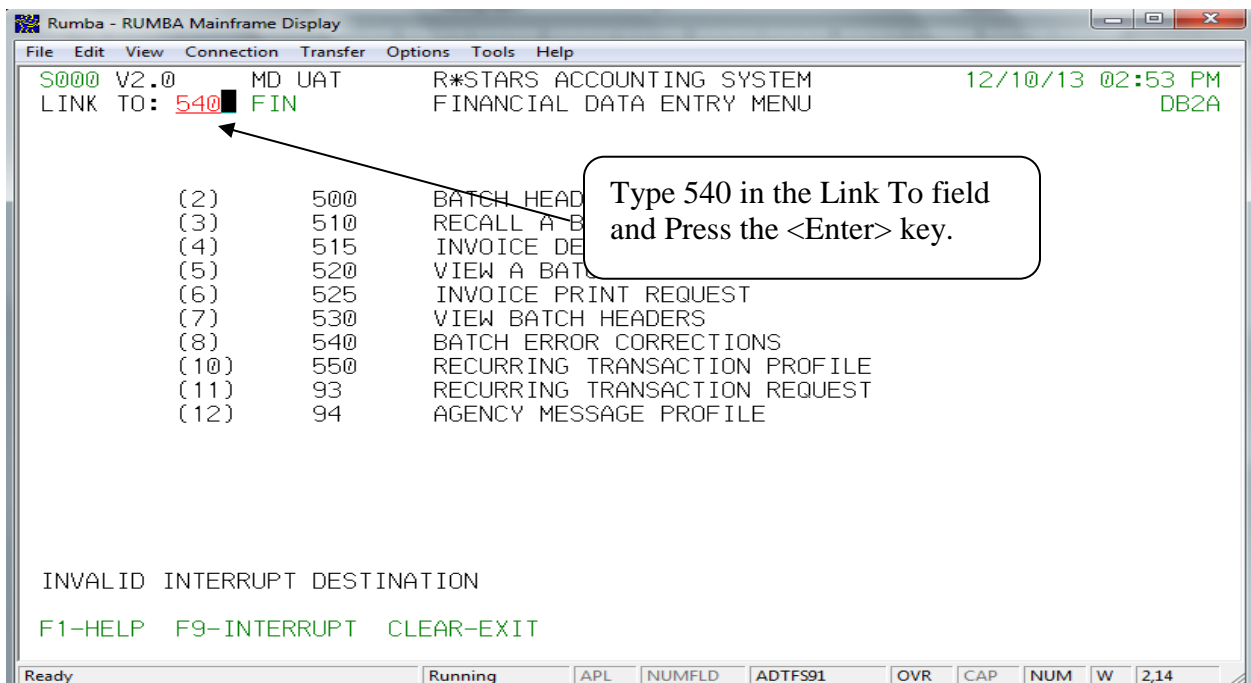 Rumba - RUMBA Mainframe Display
File Edit View Connection Transfer Options Tools Help
S000 V2.0 MD UAT R*STARS ACCOUNTING SYSTEM 12/10/13 02:53 PM
LINK TO: 540 FIN FINANCIAL DATA ENTRY MENU DB2A
Type 540 in the Link To field
and Press the <Enter> key.
(2) 500 BATCH HEAD
(3) 510 RECALL A B
(4) 515 INVOICE DE
(5) 520 VIEW A BATC
(6) 525 INVOICE PRINT REQUEST
(7) 530 VIEW BATCH HEADERS
(8) 540 BATCH ERROR CORRECTIONS
(10) 550 RECURRING TRANSACTION PROFILE
(11) 93 RECURRING TRANSACTION REQUEST
(12) 94 AGENCY MESSAGE PROFILE
INVALID INTERRUPT DESTINATION
F1-HELP F9-INTERRUPT CLEAR-EXIT
Ready Running APL NUMFLD ADTFS91 OVR CAP NUM W 2,14